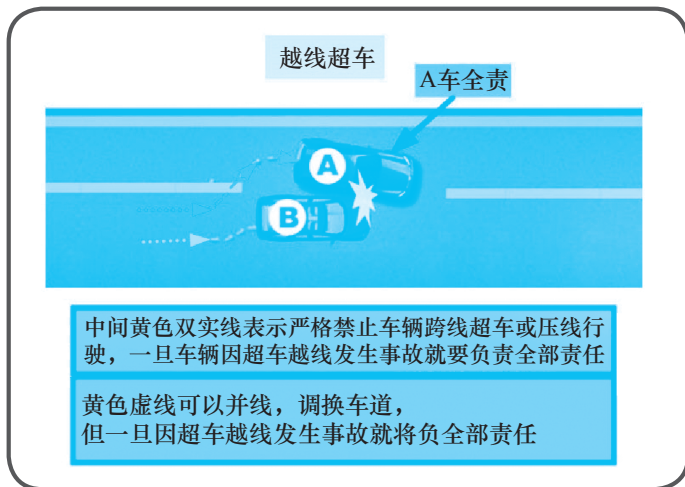 越线超车
A车全责
A
B
中间黄色双实线表示严格禁止车辆跨线超车或压线行
驶，一旦车辆因超车越线发生事故就要负责全部责任
黄色虚线可以并线，调换车道，
但一旦因超车越线发生事故就将负全部责任